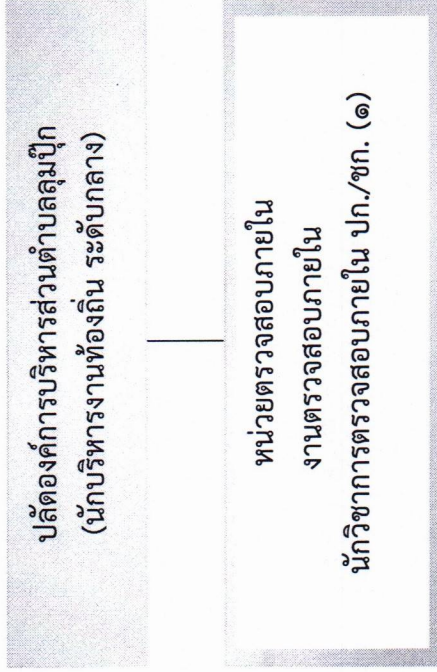 ปลัดองค์การบริหารส่วนตำบลลุมปุ๊ก
(นักบริหารงานท้องถิ่น ระดับกลาง)
หน่วยตรวจสอบภายใน
งานตรวจสอบภายใน
นักวิชาการตรวจสอบภายใน ปก./ชก. (๑)